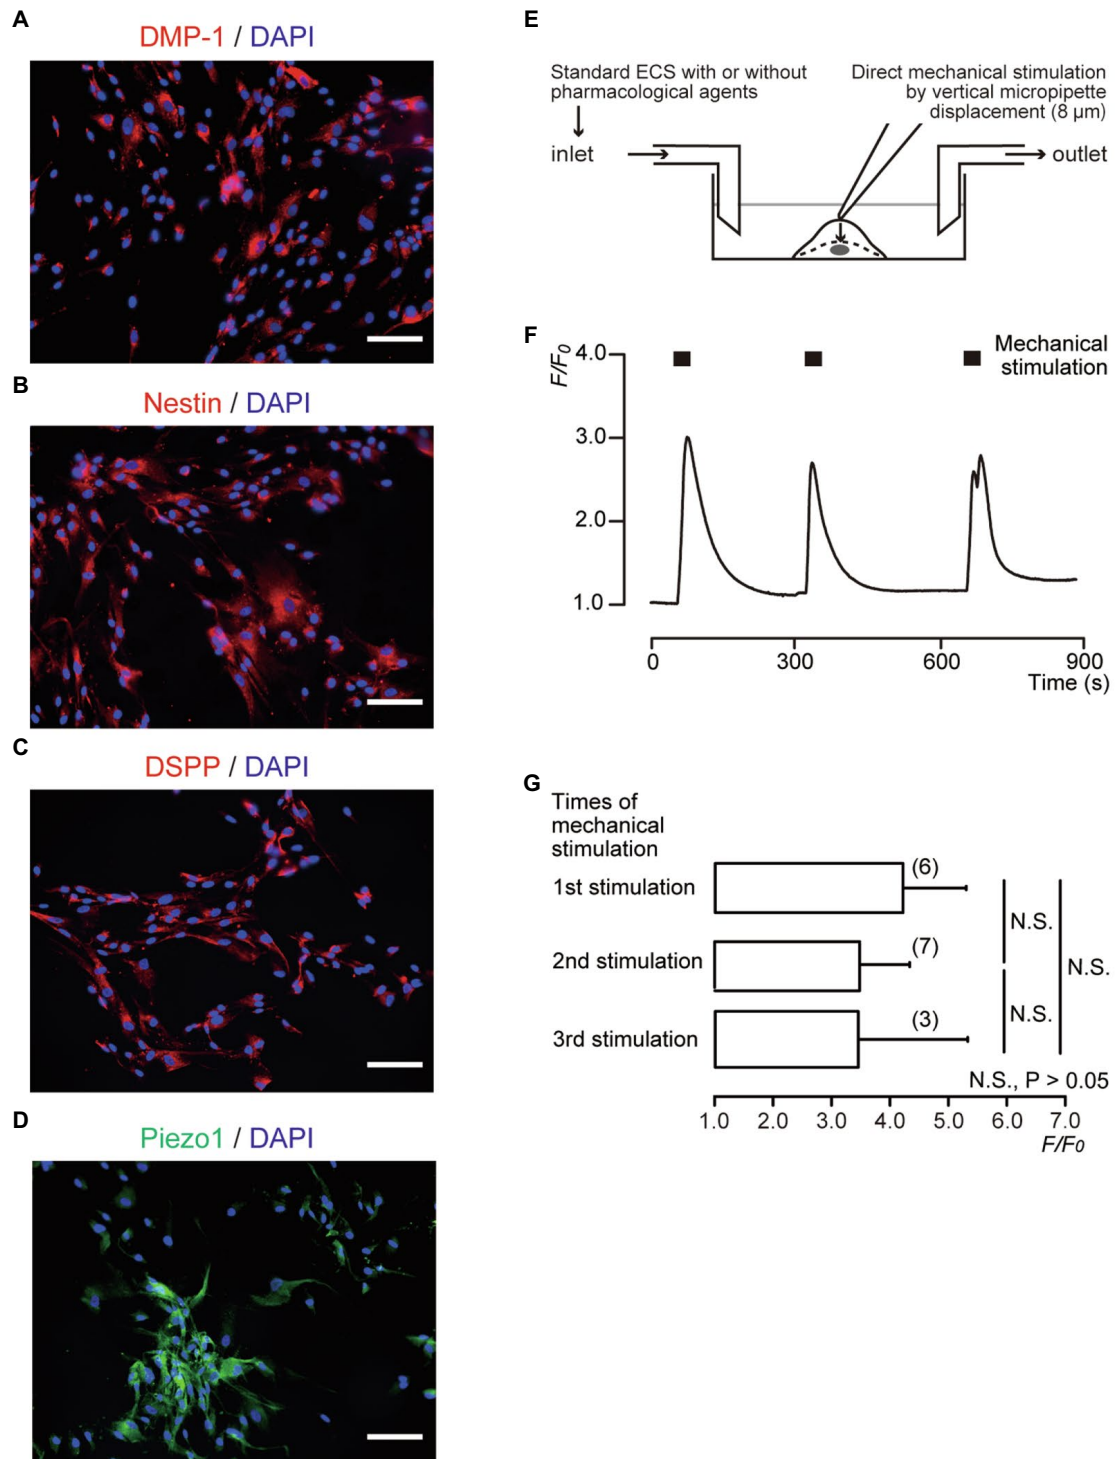 A
DMP-1 / DAPI
B
Nestin / DAPI
C
DSPP / DAPI
D
Piezo1 / DAPI
E
Standard ECS with or without
pharmacological agents
inlet
Direct mechanical stimulation
by vertical micropipette
displacement (8 µm)
outlet
F
F/F0
4.0
3.0
2.0
1.0
Mechanical
stimulation
0 300 600 900
Time (s)
G
Times of
mechanical
stimulation
1st stimulation
(6)
2nd stimulation
(7)
3rd stimulation
(3)
N.S.
N.S.
N.S.
N.S., P > 0.05
1.0 2.0 3.0 4.0 5.0 6.0 7.0
F/F0